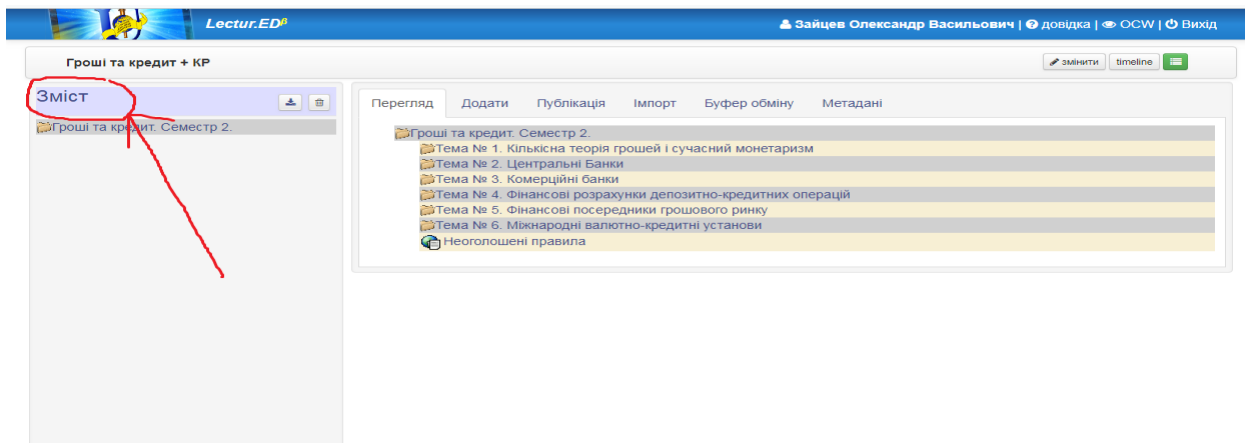 Lectur.EDβ
Зайцев Олександр Васильович | довідка | OCW | Вихід
Гроші та кредит + КР
змінити timeline
Зміст
Гроші та кредит. Семестр 2.
Перегляд Додати Публікація Імпорт Буфер обміну Метадані
Гроші та кредит. Семестр 2.
Тема № 1. Кількісна теорія грошей і сучасний монетаризм
Тема № 2. Центральні Банки
Тема № 3. Комерційні банки
Тема № 4. Фінансові розрахунки депозитно-кредитних операцій
Тема № 5. Фінансові посередники грошового ринку
Тема № 6. Міжнародні валютно-кредитні установи
Неоголошені правила